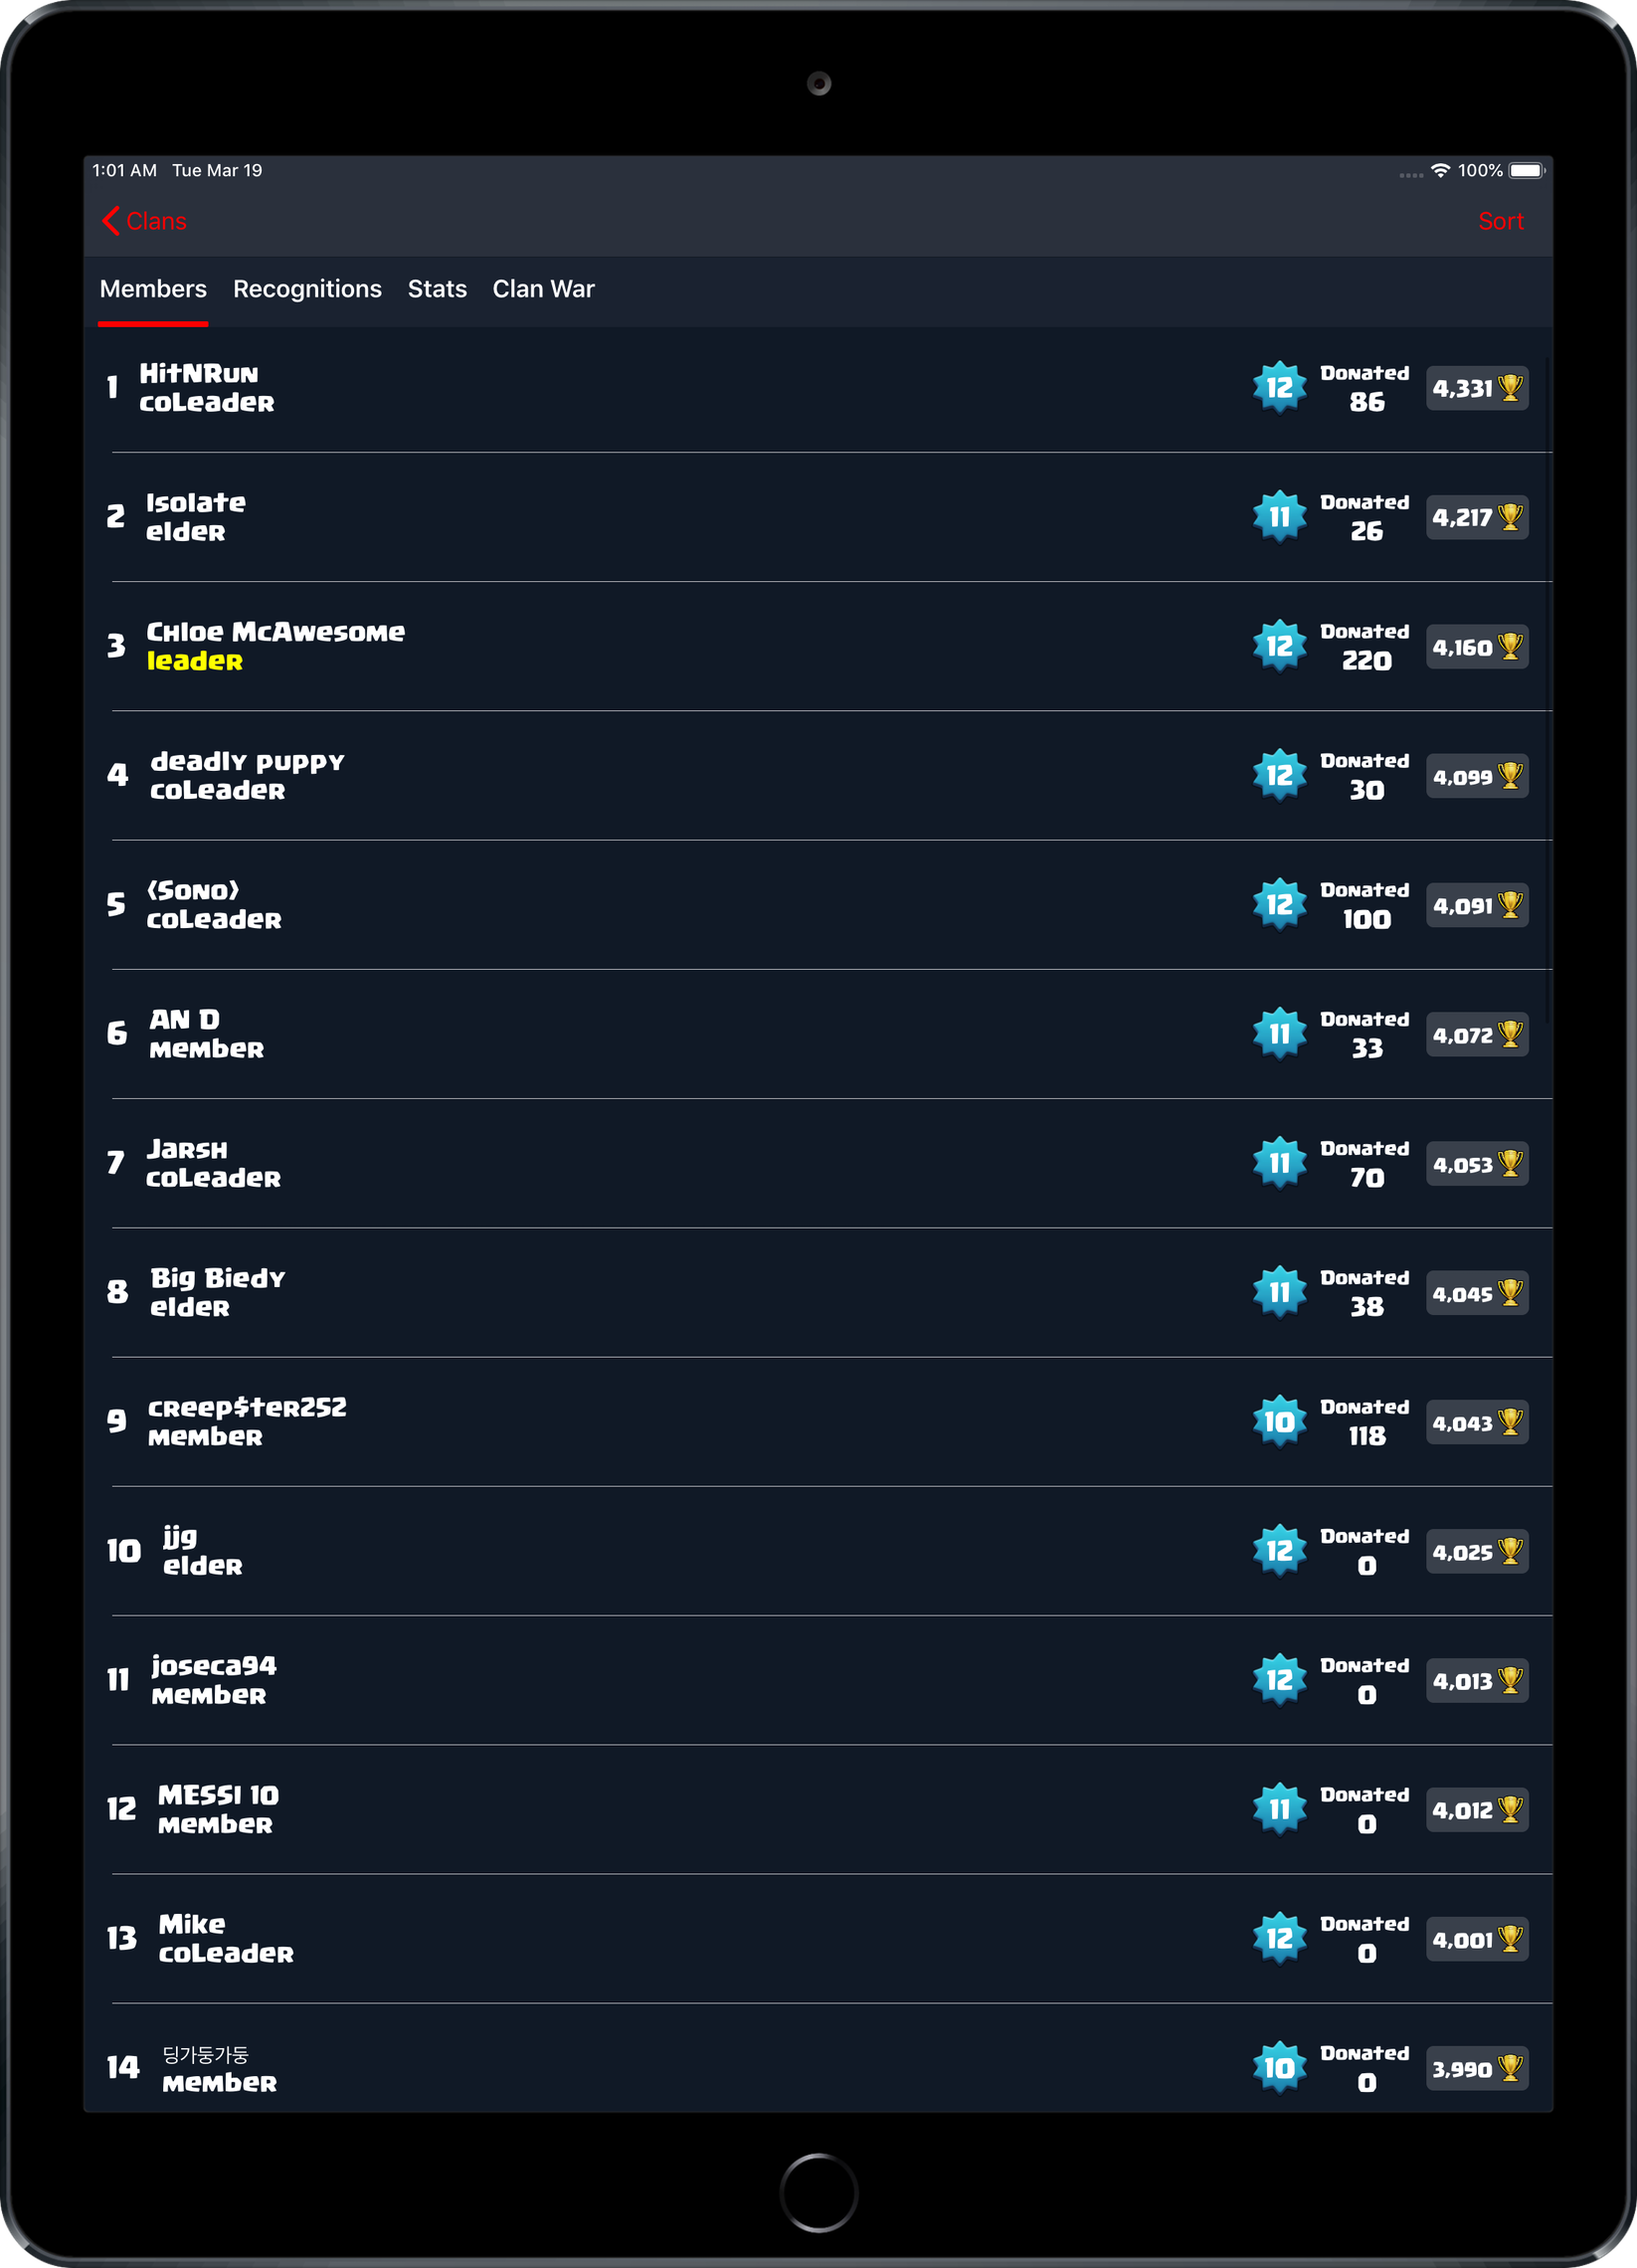 1:01 AM Tue Mar 19 100%
Clans Sort
Members Recognitions Stats Clan War
1 HitNRun 12 Donated 4,331
coLeader 86
2 Isolate 11 Donated 4,217
elder 26
3 Chloe McAwesome 12 Donated 4,160
leader 220
4 deadly puppy 12 Donated 4,099
coLeader 30
5 《Sono》 12 Donated 4,091
coLeader 100
6 AN D 11 Donated 4,072
member 33
7 Jarsh 11 Donated 4,053
coLeader 70
8 Big Biedy 11 Donated 4,045
elder 38
9 creep$ter252 10 Donated 4,043
member 118
10 jjg 12 Donated 4,025
elder 0
11 joseca94 12 Donated 4,013
member 0
12 MESSI 10 11 Donated 4,012
member 0
13 Mike 12 Donated 4,001
coLeader 0
14 딩가둥가둥 10 Donated 3,990
member 0